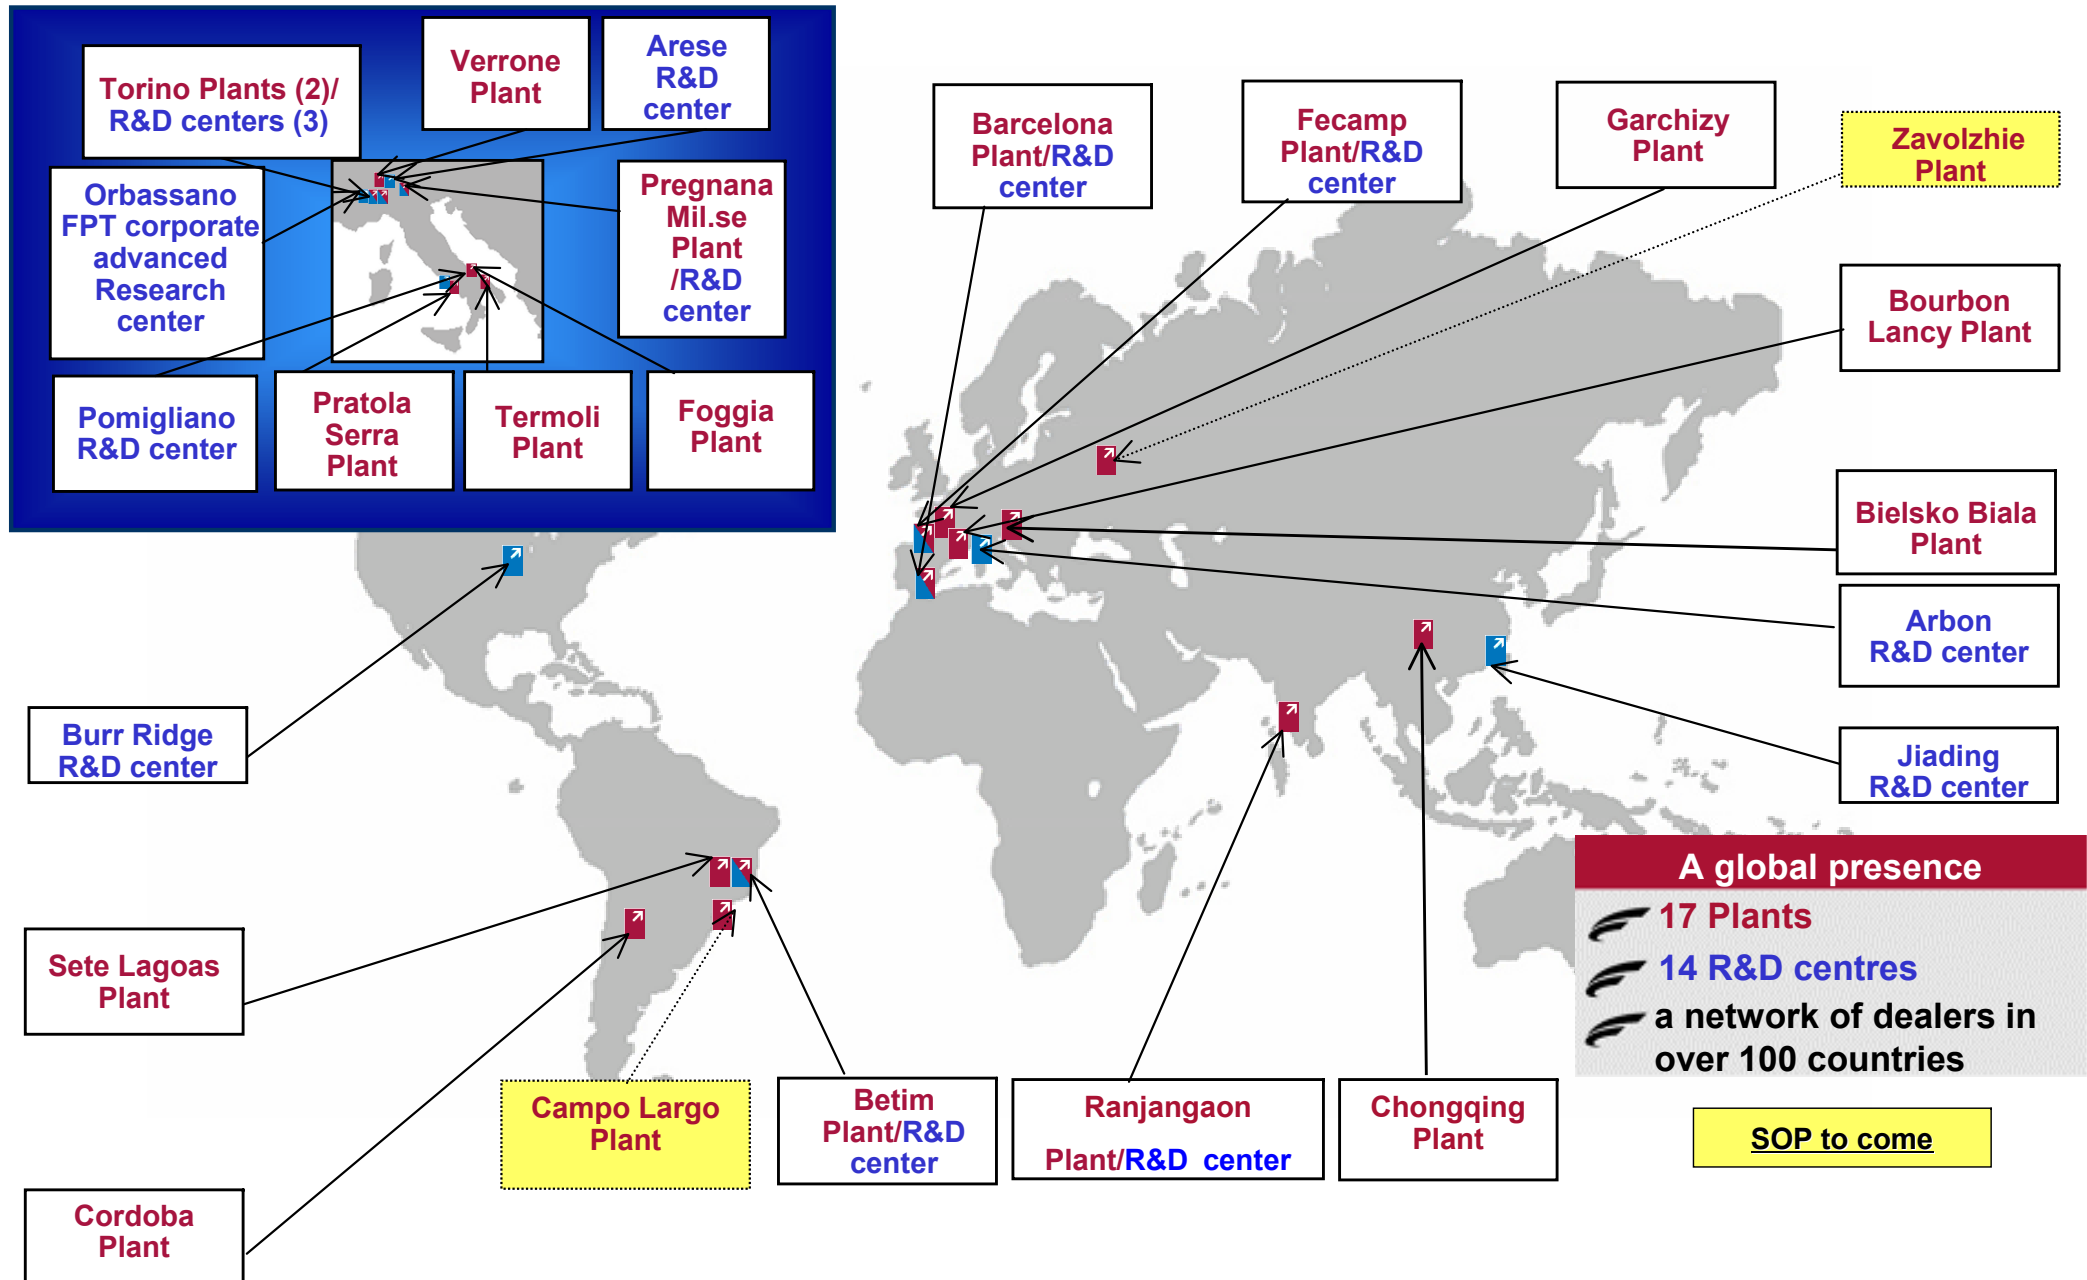 Torino Plants (2)/
R&D centers (3)
Verrone
Plant
Arese
R&D
center
Orbassano
FPT corporate
advanced
Research
center
Pregnana
Mil.se
Plant
/R&D
center
Pomigliano
R&D center
Pratola
Serra
Plant
Termoli
Plant
Foggia
Plant
Barcelona
Plant/R&D
center
Fecamp
Plant/R&D
center
Garchizy
Plant
Zavolzhie
Plant
Bourbon
Lancy Plant
Bielsko Biala
Plant
Arbon
R&D center
Jiading
R&D center
Burr Ridge
R&D center
Sete Lagoas
Plant
Cordoba
Plant
Campo Largo
Plant
Betim
Plant/R&D
center
Ranjangaon
Plant/R&D center
Chongqing
Plant
A global presence
17 Plants
14 R&D centres
a network of dealers in
over 100 countries
SOP to come